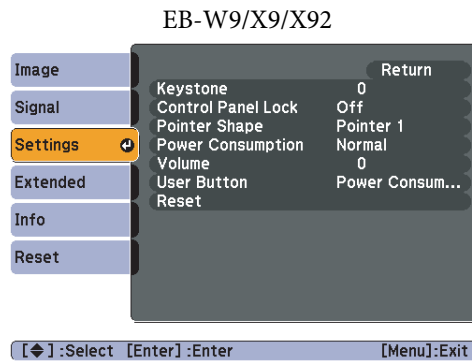 EB-W9/X9/X92
Image
Signal
Settings
Extended
Info
Reset
Return
Keystone 0
Control Panel Lock Off
Pointer Shape Pointer 1
Power Consumption Normal
Volume 0
User Button Power Consum...
Reset
[◆] :Select [Enter] :Enter [Menu]:Exit